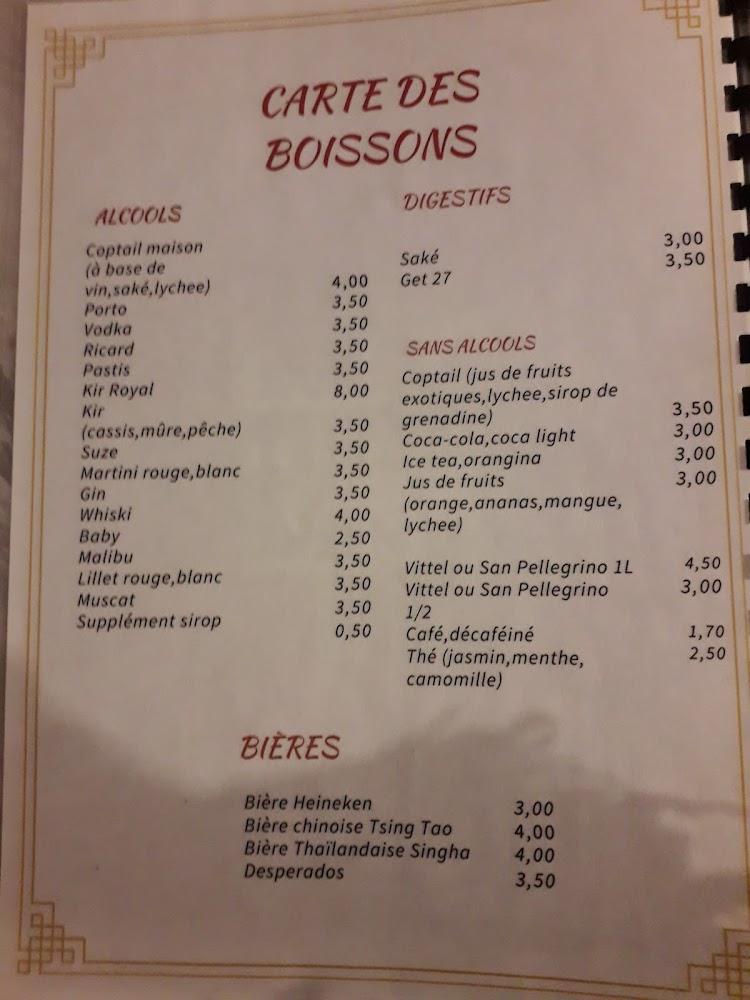 CARTE DES
BOISSONS
ALCOOLS
Coptail maison
(à base de
vin,saké,lychee) 4,00
Porto 3,50
Vodka 3,50
Ricard 3,50
Pastis 3,50
Kir Royal 8,00
Kir
(cassis,mûre,pêche) 3,50
Suze 3,50
Martini rouge,blanc 3,50
Gin 3,50
Whiski 4,00
Baby 2,50
Malibu 3,50
Lillet rouge,blanc 3,50
Muscat 3,50
Supplément sirop 0,50
DIGESTIFS
Saké 3,00
Get 27 3,50
SANS ALCOOLS
Coptail (jus de fruits
exotiques,lychee,sirop de
grenadine) 3,50
Coca-cola,coca light 3,00
Ice tea,orangina 3,00
Jus de fruits 3,00
(orange,ananas,mangue,
lychee)
Vittel ou San Pellegrino 1L 4,50
Vittel ou San Pellegrino 3,00
1/2
Café,décaféiné 1,70
Thé (jasmin,menthe, 2,50
camomille)
BIÈRES
Bière Heineken 3,00
Bière chinoise Tsing Tao 4,00
Bière Thaïlandaise Singha 4,00
Desperados 3,50